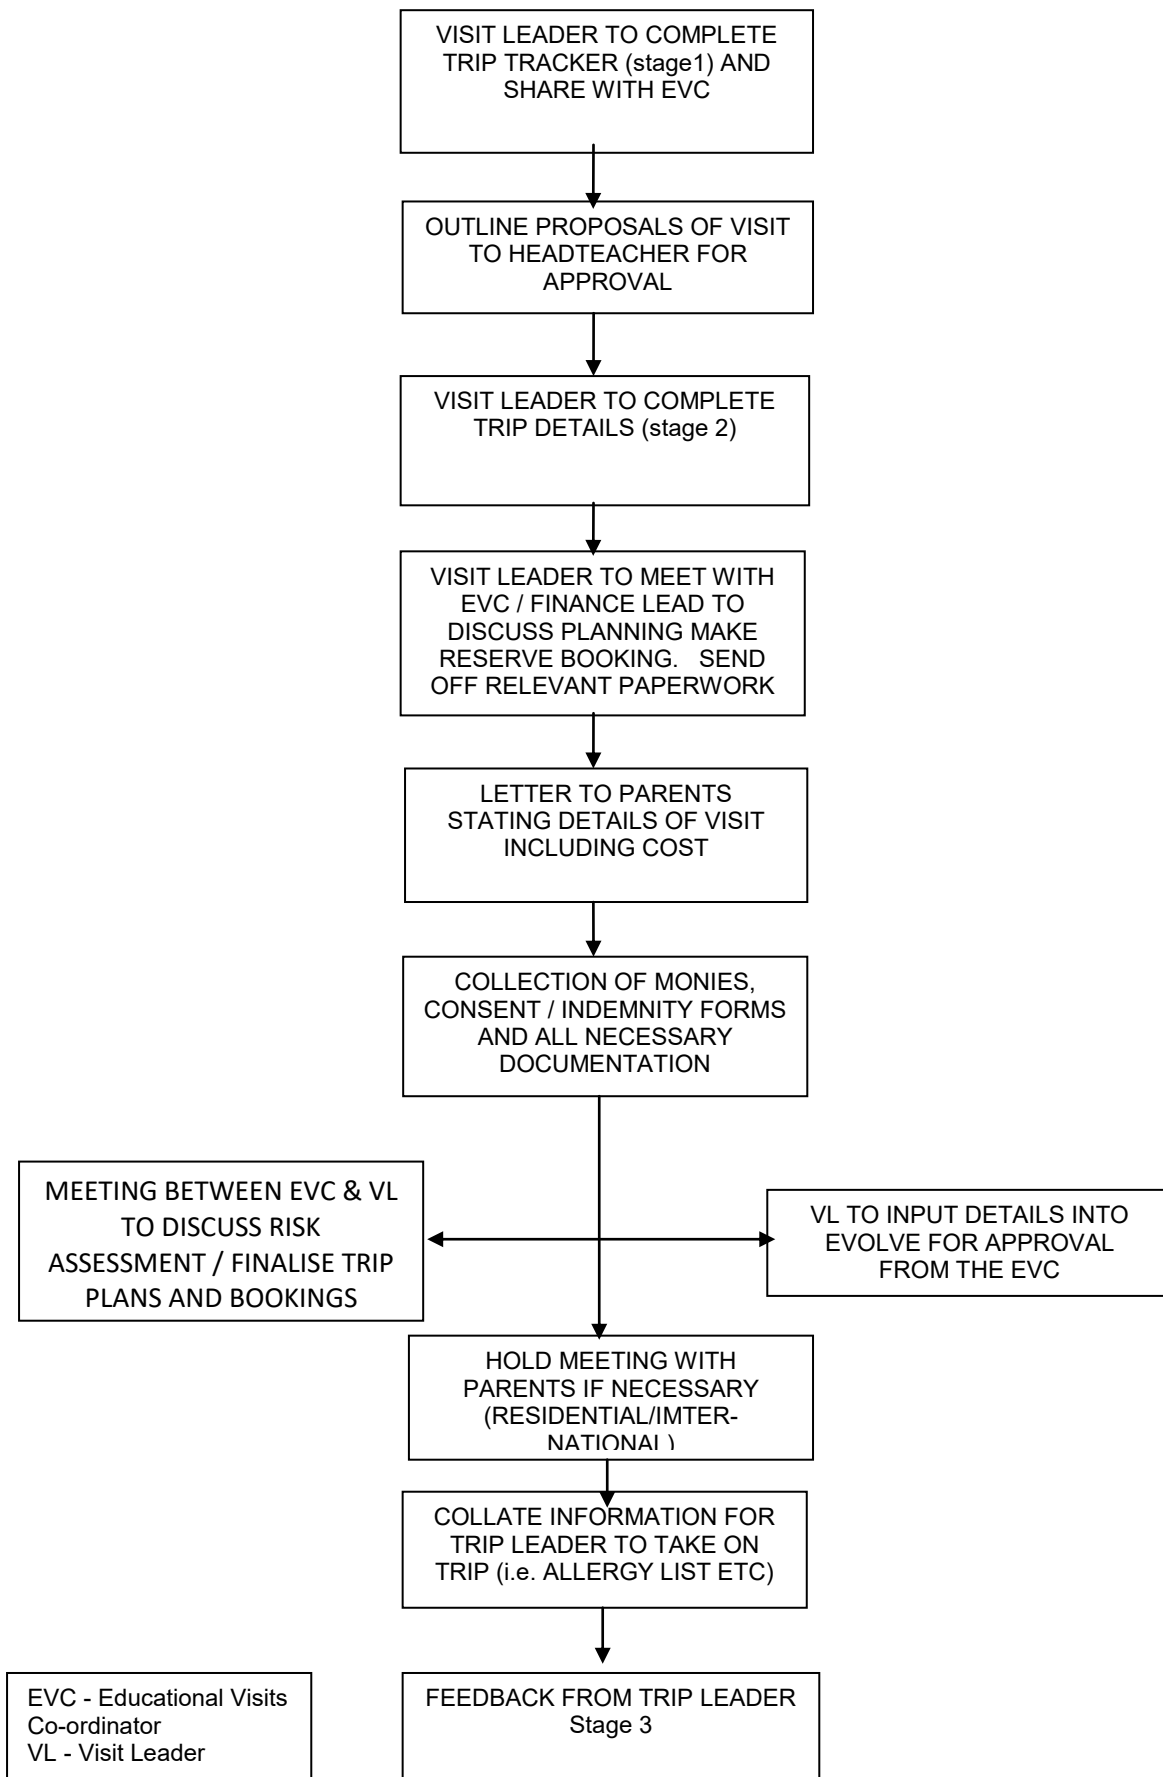 VISIT LEADER TO COMPLETE
TRIP TRACKER (stage1) AND
SHARE WITH EVC
OUTLINE PROPOSALS OF VISIT
TO HEADTEACHER FOR
APPROVAL
VISIT LEADER TO COMPLETE
TRIP DETAILS (stage 2)
VISIT LEADER TO MEET WITH
EVC / FINANCE LEAD TO
DISCUSS PLANNING MAKE
RESERVE BOOKING. SEND
OFF RELEVANT PAPERWORK
LETTER TO PARENTS
STATING DETAILS OF VISIT
INCLUDING COST
COLLECTION OF MONIES,
CONSENT / INDEMNITY FORMS
AND ALL NECESSARY
DOCUMENTATION
MEETING BETWEEN EVC & VL
TO DISCUSS RISK
ASSESSMENT / FINALISE TRIP
PLANS AND BOOKINGS
VL TO INPUT DETAILS INTO
EVOLVE FOR APPROVAL
FROM THE EVC
HOLD MEETING WITH
PARENTS IF NECESSARY
(RESIDENTIAL/IMTER-
NATIONAL)
COLLATE INFORMATION FOR
TRIP LEADER TO TAKE ON
TRIP (i.e. ALLERGY LIST ETC)
EVC - Educational Visits
Co-ordinator
VL - Visit Leader
FEEDBACK FROM TRIP LEADER
Stage 3